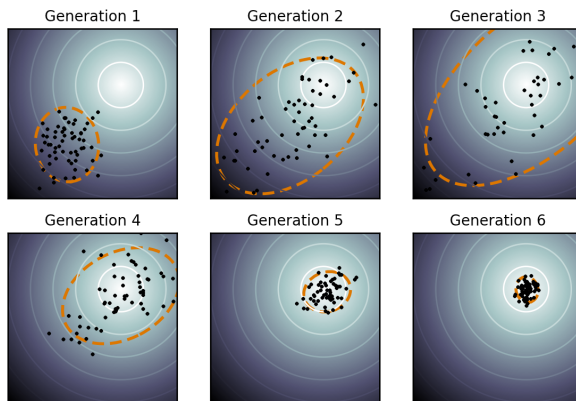 Generation 1
Generation 2
Generation 3
Generation 4
Generation 5
Generation 6